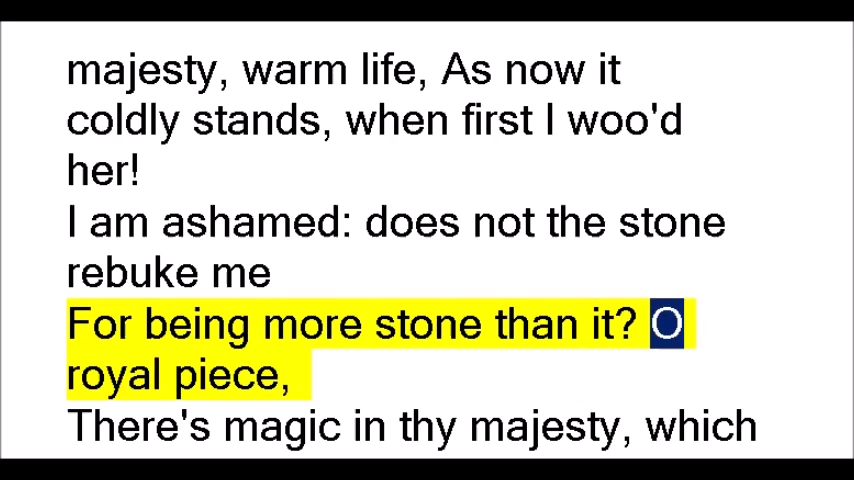 majesty, warm life, As now it
coldly stands, when first I woo'd
her!
I am ashamed: does not the stone
rebuke me
For being more stone than it? O
royal piece,
There's magic in thy majesty, which